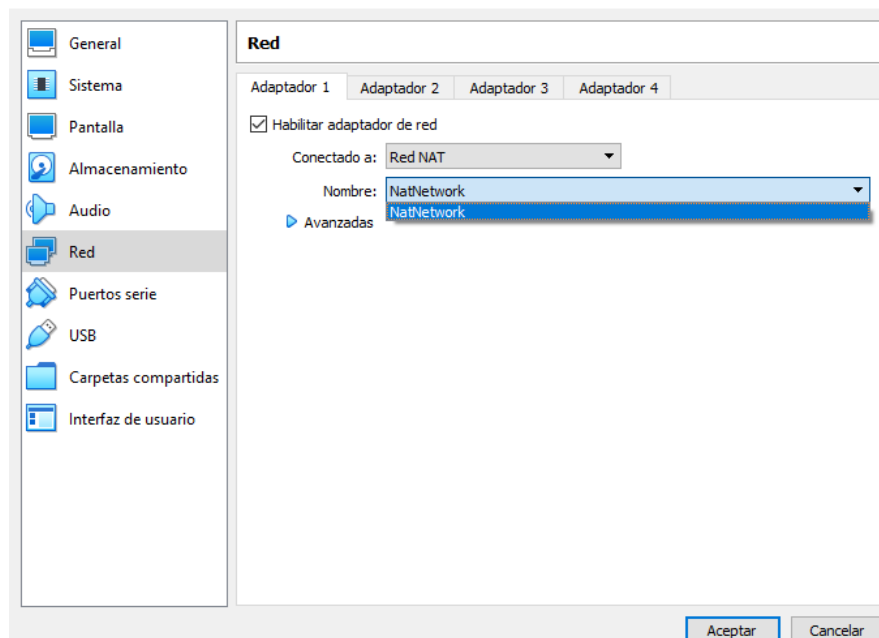 General
Sistema
Pantalla
Almacenamiento
Audio
Red
Puertos serie
USB
Carpetas compartidas
Interfaz de usuario
Red
Adaptador 1 Adaptador 2 Adaptador 3 Adaptador 4
Habilitar adaptador de red
Conectado a: Red NAT
Nombre: NatNetwork
NatNetwork
Avanzadas
Aceptar Cancelar